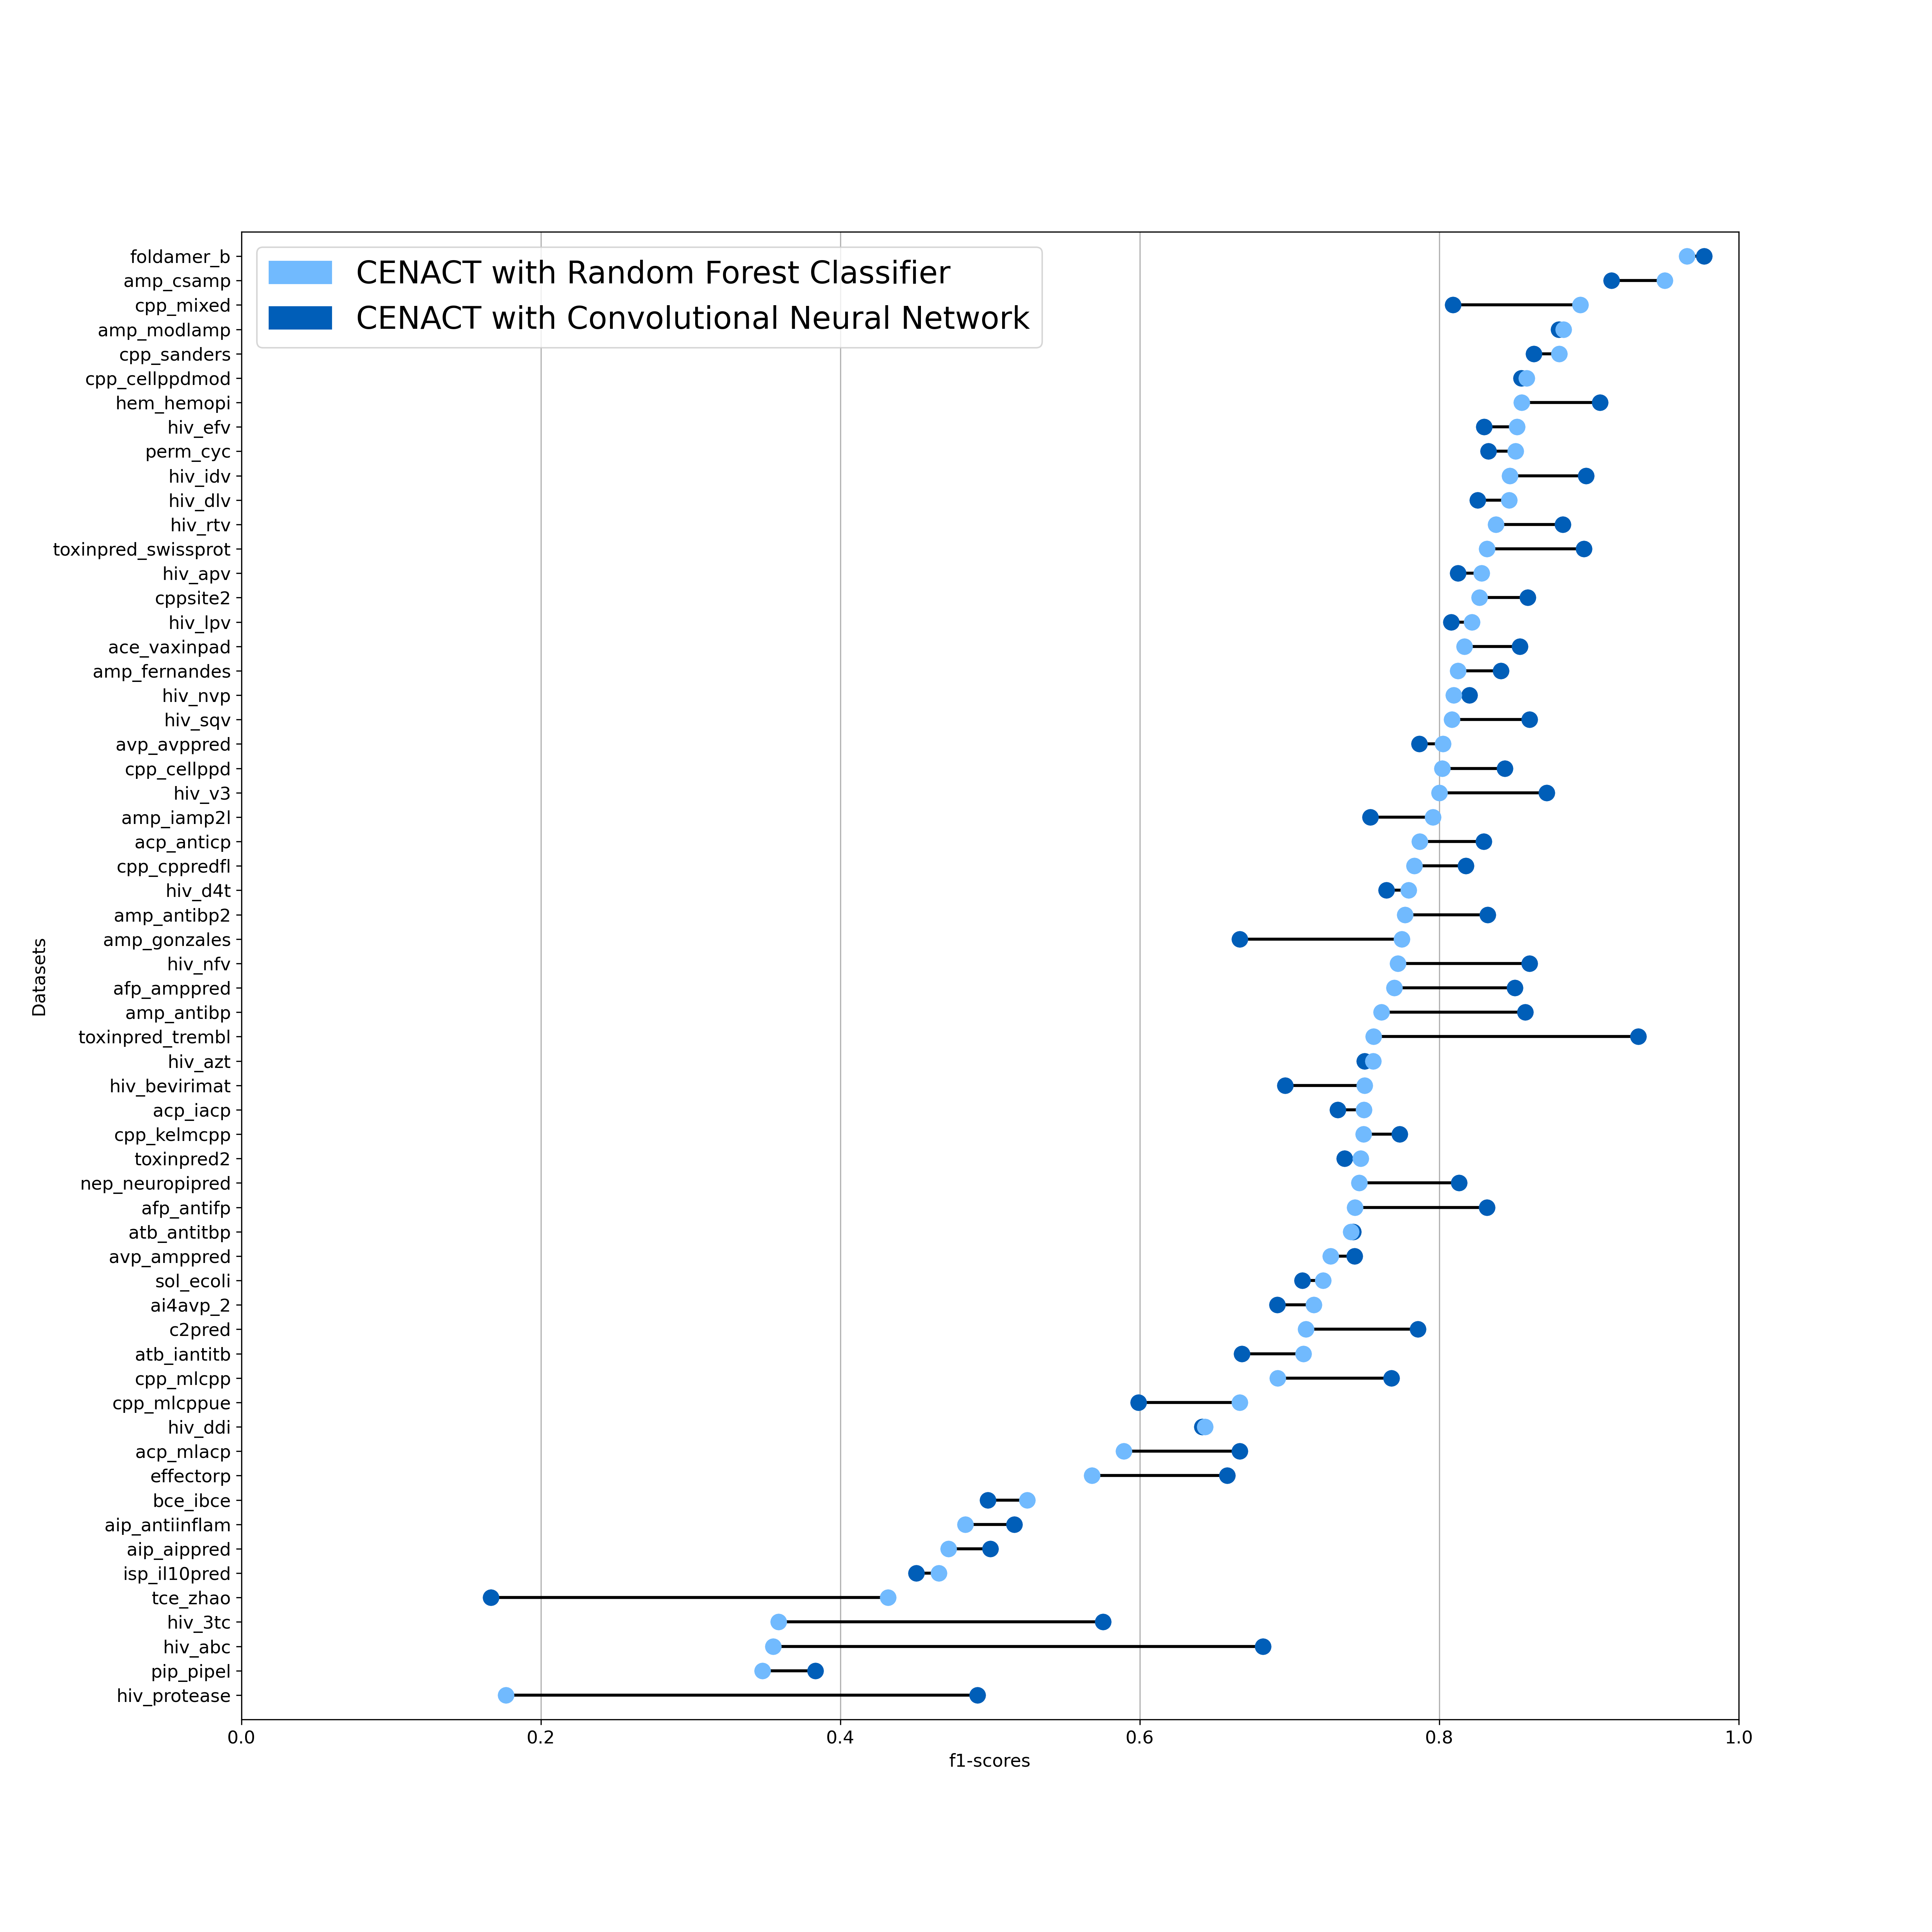 CENACT with Random Forest Classifier
CENACT with Convolutional Neural Network
foldamer_b
amp_csamp
cpp_mixed
amp_modlamp
cpp_sanders
cpp_cellppdmod
hem_hemopi
hiv_efv
perm_cyc
hiv_idv
hiv_dlv
hiv_rtv
toxinpred_swissprot
hiv_apv
cppsite2
hiv_lpv
ace_vaxinpad
amp_fernandes
hiv_nvp
hiv_sqv
avp_avppred
cpp_cellppd
hiv_v3
amp_iamp2l
acp_anticp
cpp_cppredfl
hiv_d4t
amp_antibp2
amp_gonzales
hiv_nfv
afp_amppred
amp_antibp
toxinpred_trembl
hiv_azt
hiv_bevirimat
acp_iacp
cpp_kelmcpp
toxinpred2
nep_neuropipred
afp_antifp
atb_antitbp
avp_amppred
sol_ecoli
ai4avp_2
c2pred
atb_iantitb
cpp_mlcpp
cpp_mlcppue
hiv_ddi
acp_mlacp
effectorp
bce_ibce
aip_antiinflam
aip_aippred
isp_il10pred
tce_zhao
hiv_3tc
hiv_abc
pip_pipel
hiv_protease
Datasets
0.0 0.2 0.4 0.6 0.8 1.0
f1-scores